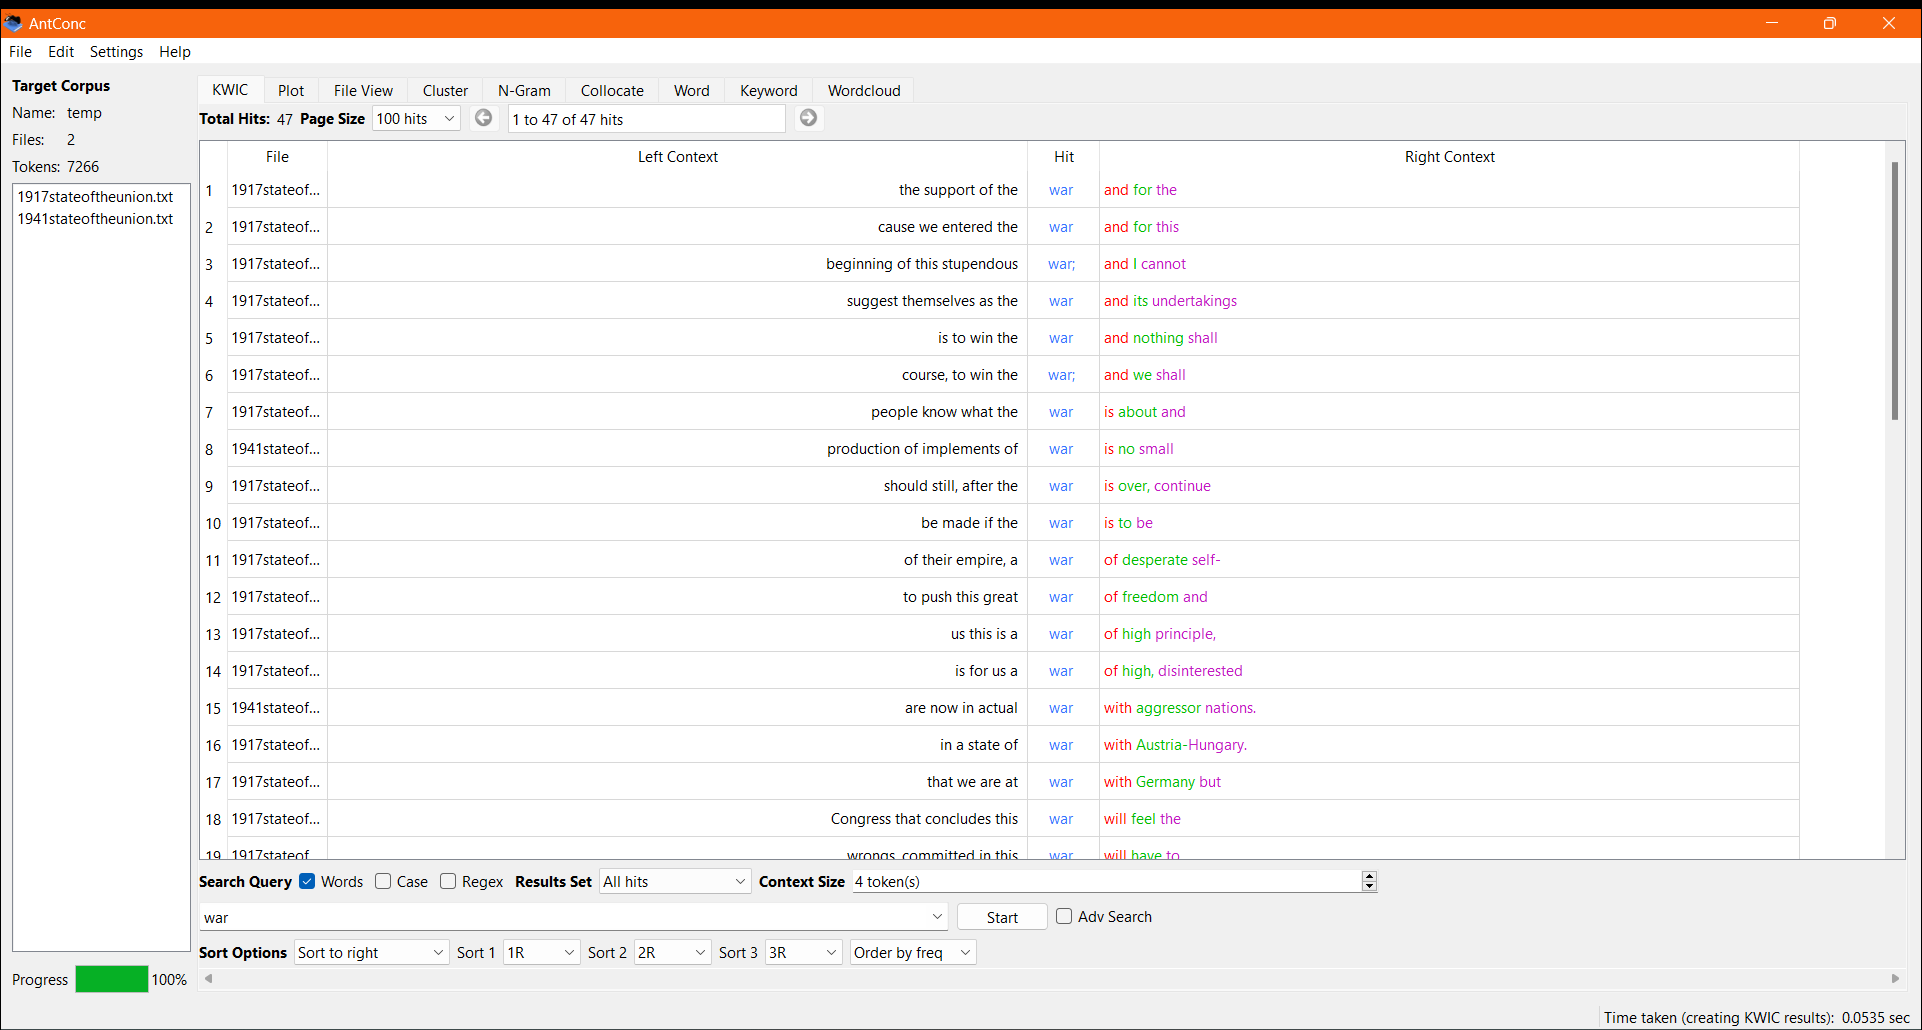 AntConc
File Edit Settings Help
Target Corpus
Name: temp
Files: 2
Tokens: 7266
1917stateoftheunion.txt
1941stateoftheunion.txt
Progress 100%
KWIC Plot File View Cluster N-Gram Collocate Word Keyword Wordcloud
Total Hits: 47 Page Size 100 hits 1 to 47 of 47 hits
File Left Context Hit Right Context
1 1917stateof... the support of the war and for the
2 1917stateof... cause we entered the war and for this
3 1917stateof... beginning of this stupendous war; and I cannot
4 1917stateof... suggest themselves as the war and its undertakings
5 1917stateof... is to win the war and nothing shall
6 1917stateof... course, to win the war; and we shall
7 1917stateof... people know what the war is about and
8 1941stateof... production of implements of war is no small
9 1917stateof... should still, after the war is over, continue
10 1917stateof... be made if the war is to be
11 1917stateof... of their empire, a war of desperate self-
12 1917stateof... to push this great war of freedom and
13 1917stateof... us this is a war of high principle,
14 1917stateof... is for us a war of high, disinterested
15 1941stateof... are now in actual war with aggressor nations.
16 1917stateof... in a state of war with Austria-Hungary.
17 1917stateof... that we are at war with Germany but
18 1917stateof... Congress that concludes this war will feel the
19 1917stateof wrongs, committed in this war will have to
Search Query Words Case Regex Results Set All hits Context Size 4 token(s)
war Start Adv Search
Sort Options Sort to right Sort 1 1R Sort 2 2R Sort 3 3R Order by freq
Time taken (creating KWIC results): 0.0535 sec